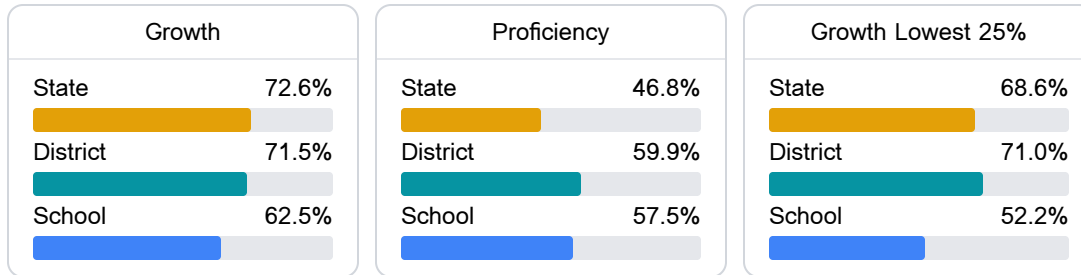 Growth
State 72.6%
District 71.5%
School 62.5%
Proficiency
State 46.8%
District 59.9%
School 57.5%
Growth Lowest 25%
State 68.6%
District 71.0%
School 52.2%